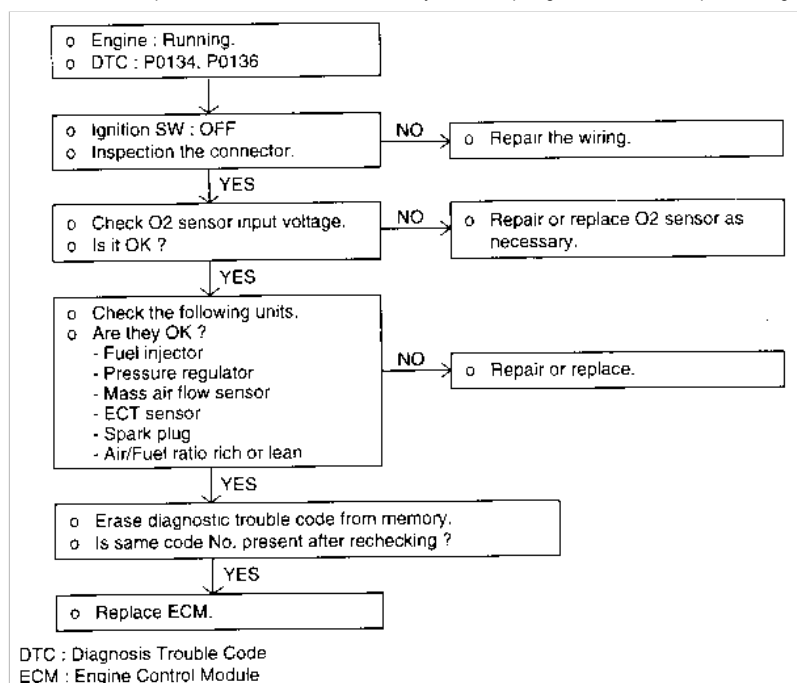 o Engine : Running.
o DTC : P0134, P0136
o Ignition SW : OFF
o Inspection the connector.
NO
o Repair the wiring.
YES
o Check O2 sensor input voltage.
o Is it OK ?
NO
o Repair or replace O2 sensor as
necessary.
YES
o Check the following units.
o Are they OK ?
- Fuel injector
- Pressure regulator
- Mass air flow sensor
- ECT sensor
- Spark plug
- Air/Fuel ratio rich or lean
NO
o Repair or replace.
YES
o Erase diagnostic trouble code from memory.
o Is same code No. present after rechecking ?
YES
o Replace ECM.
DTC : Diagnosis Trouble Code
ECM : Engine Control Module